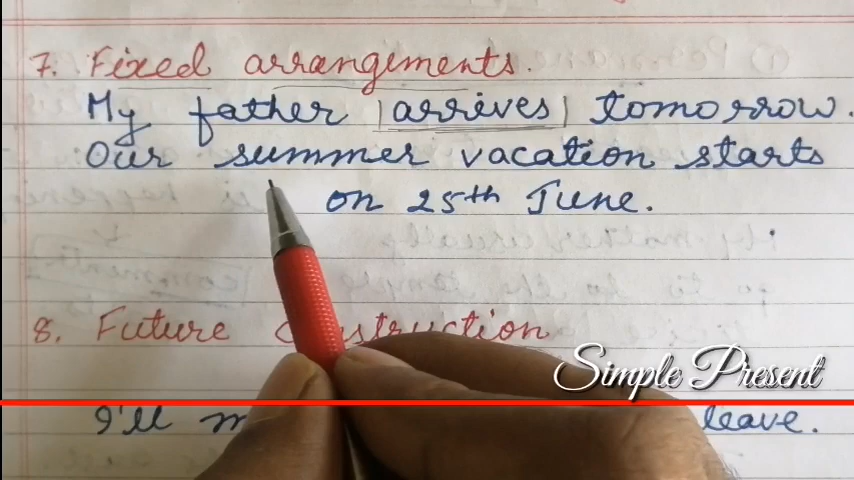 7. Fixed arrangements.
My father arrives tomorrow.
Our summer vacation starts
on 25th June.
8. Future construction
Simple Present
I'll leave.